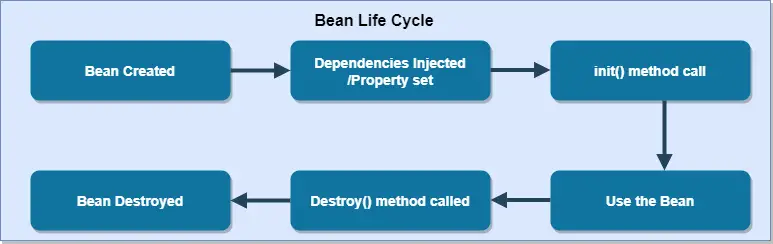 Bean Life Cycle
Bean Created
Dependencies Injected
/Property set
init() method call
Use the Bean
Destroy() method called
Bean Destroyed